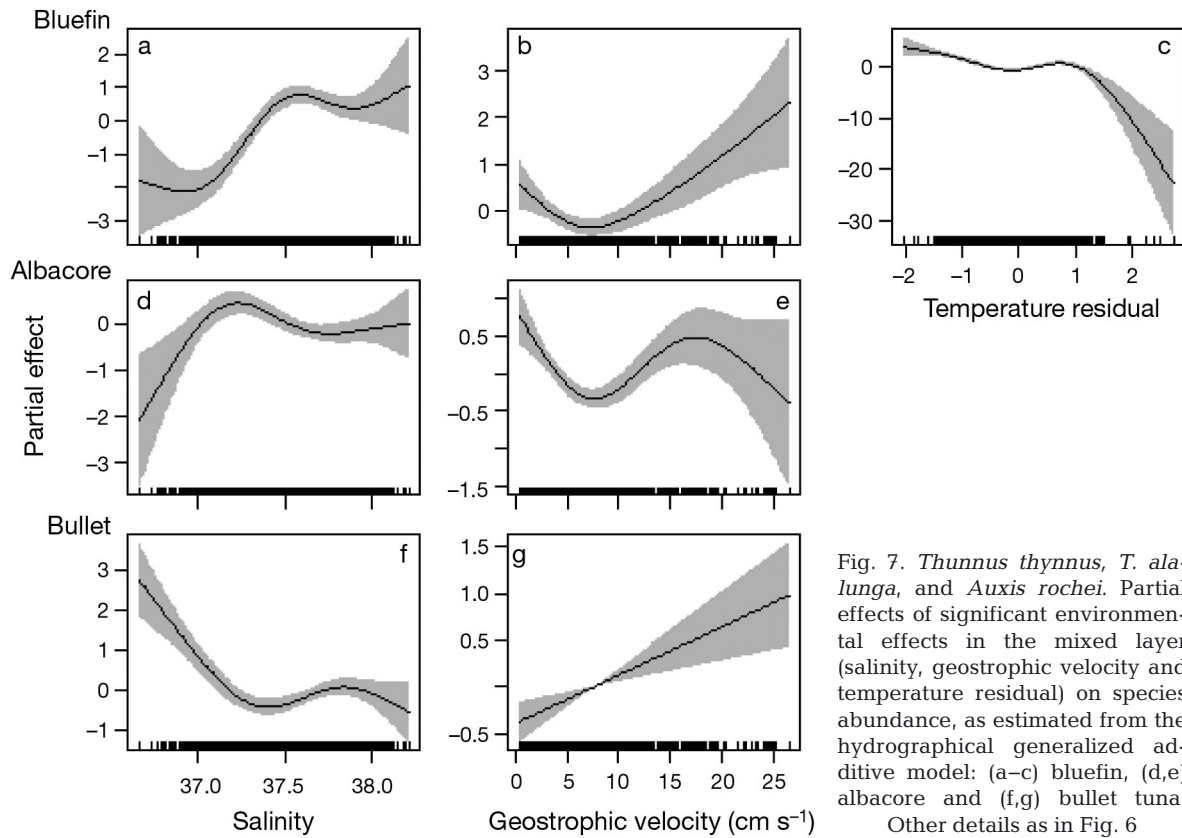 Bluefin
a
2
1
0
−1
−3
b
3
2
1
0
c
0
−10
−20
−30
−2 −1 0 1 2
Temperature residual
Albacore
Partial effect
d
0
−1
−2
−3
e
0.5
−0.5
−1.5
Bullet
f
3
2
1
0
−1
37.0 37.5 38.0
Salinity
g
1.5
1.0
0.5
−0.5
0 5 10 15 20 25
Geostrophic velocity (cm s⁻¹)
Fig. 7. Thunnus thynnus, T. ala-
lunga, and Auxis rochei. Partial
effects of significant environmen-
tal effects in the mixed layer
(salinity, geostrophic velocity and
temperature residual) on species
abundance, as estimated from the
hydrographical generalized ad-
ditive model: (a–c) bluefin, (d,e)
albacore and (f,g) bullet tuna.
Other details as in Fig. 6